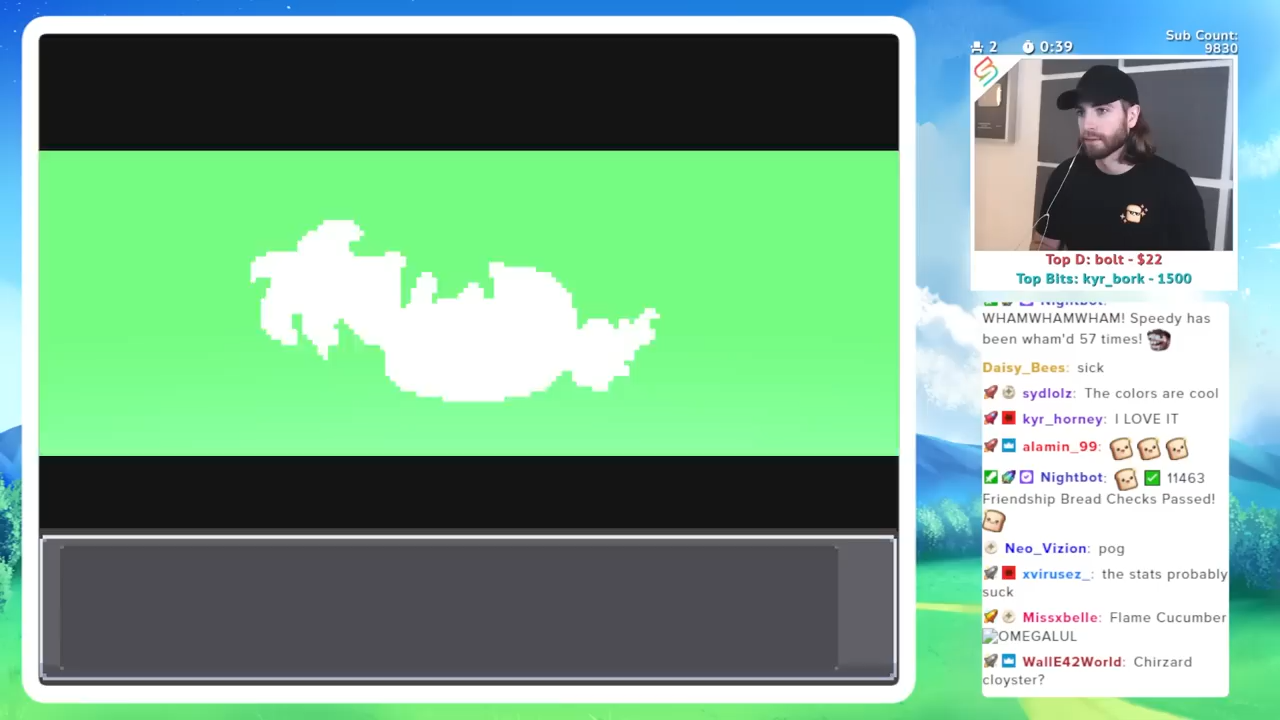 2
0:39
Sub Count:
9830
Top D: bolt - $22
Top Bits: kyr_bork - 1500
Nightbot:
WHAMWHAMWHAM! Speedy has
been wham'd 57 times!
Daisy_Bees: sick
sydlolz: The colors are cool
kyr_horney: I LOVE IT
alamin_99:
Nightbot: 11463
Friendship Bread Checks Passed!
Neo_Vizion: pog
xvirusez_: the stats probably
suck
Missxbelle: Flame Cucumber
OMEGALUL
WallE42World: Chirzard
cloyster?